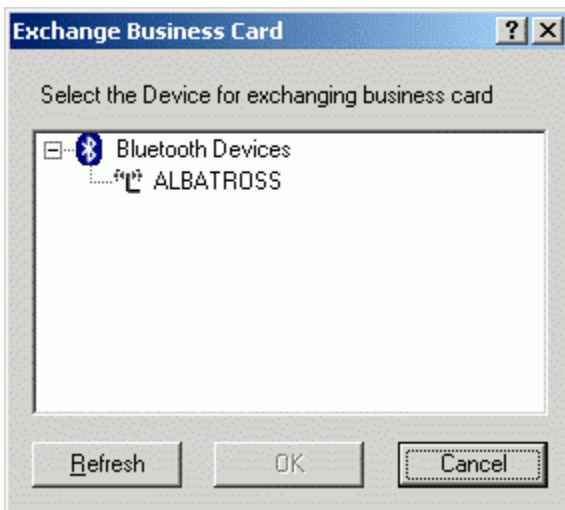 Exchange Business Card
Select the Device for exchanging business card
Bluetooth Devices
ALBATROSS
Refresh OK Cancel